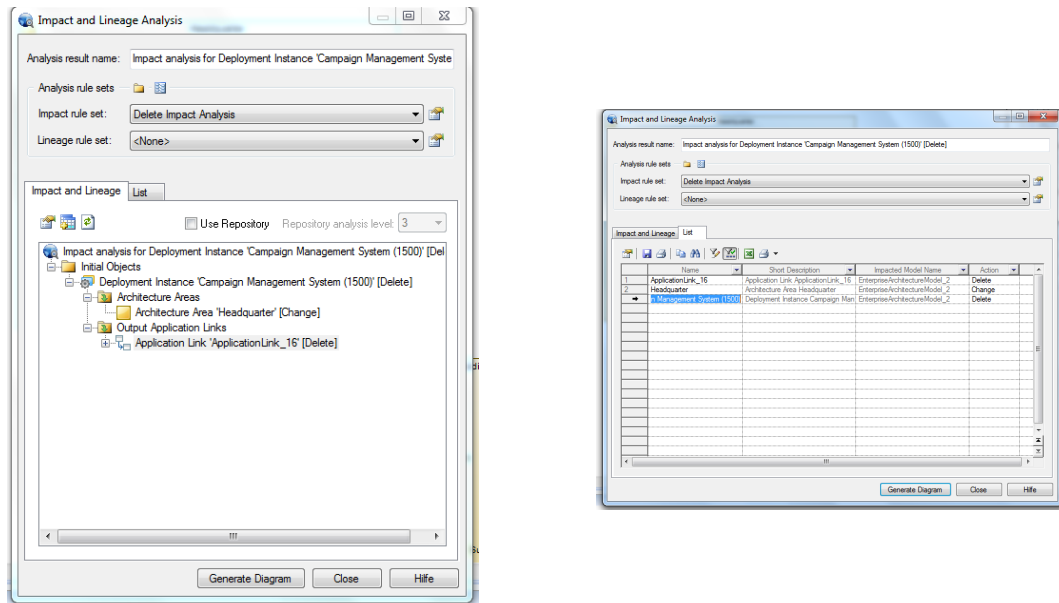 Impact and Lineage Analysis
Analysis result name: Impact analysis for Deployment Instance 'Campaign Management Syste
Analysis rule sets
Impact rule set: Delete Impact Analysis
Lineage rule set: <None>
Impact and Lineage List
Use Repository Repository analysis level: 3
Impact analysis for Deployment Instance 'Campaign Management System (1500)' [Del
Initial Objects
Deployment Instance 'Campaign Management System (1500)' [Delete]
Architecture Areas
Architecture Area 'Headquarter' [Change]
Output Application Links
Application Link 'ApplicationLink_16' [Delete]
Generate Diagram Close Hilfe
Impact and Lineage Analysis
Analysis result name: Impact analysis for Deployment Instance 'Campaign Management System (1500)' [Delete]
Analysis rule sets
Impact rule set: Delete Impact Analysis
Lineage rule set: <None>
Impact and Lineage List
Name Short Description Impacted Model Name Action
1 ApplicationLink_16 Application Link ApplicationLink_16 EnterpriseArchitectureModel_2 Delete
2 Headquarter Architecture Area Headquarter EnterpriseArchitectureModel_2 Change
n Management System (1500) Deployment Instance Campaign Man EnterpriseArchitectureModel_2 Delete
Generate Diagram Close Hilfe